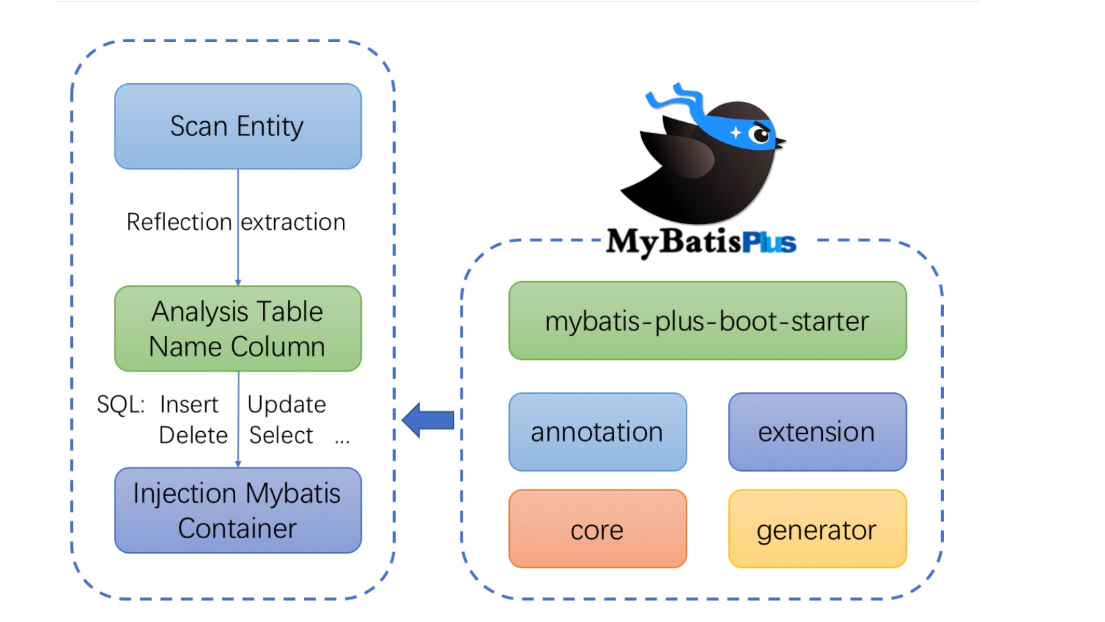 Scan Entity
Reflection extraction
Analysis Table
Name Column
SQL: Insert Update
Delete Select ...
Injection Mybatis
Container
MyBatisPlus
mybatis-plus-boot-starter
annotation extension
core generator